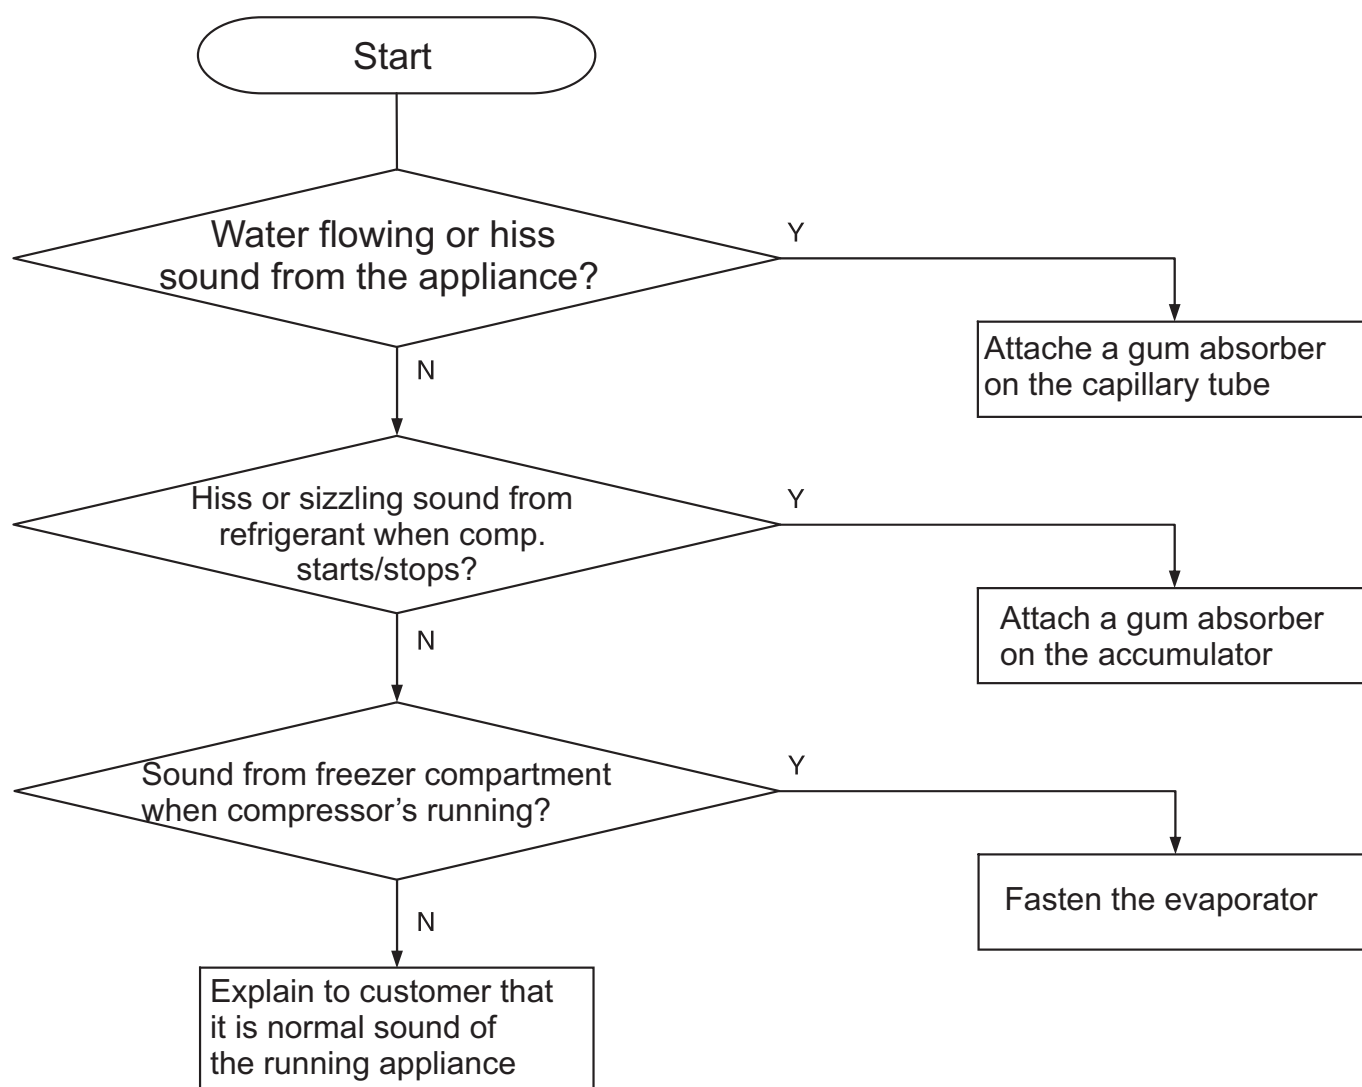 Start
Water flowing or hiss
sound from the appliance?
Y
Attache a gum absorber
on the capillary tube
N
Hiss or sizzling sound from
refrigerant when comp.
starts/stops?
Y
Attach a gum absorber
on the accumulator
N
Sound from freezer compartment
when compressor’s running?
Y
Fasten the evaporator
N
Explain to customer that
it is normal sound of
the running appliance